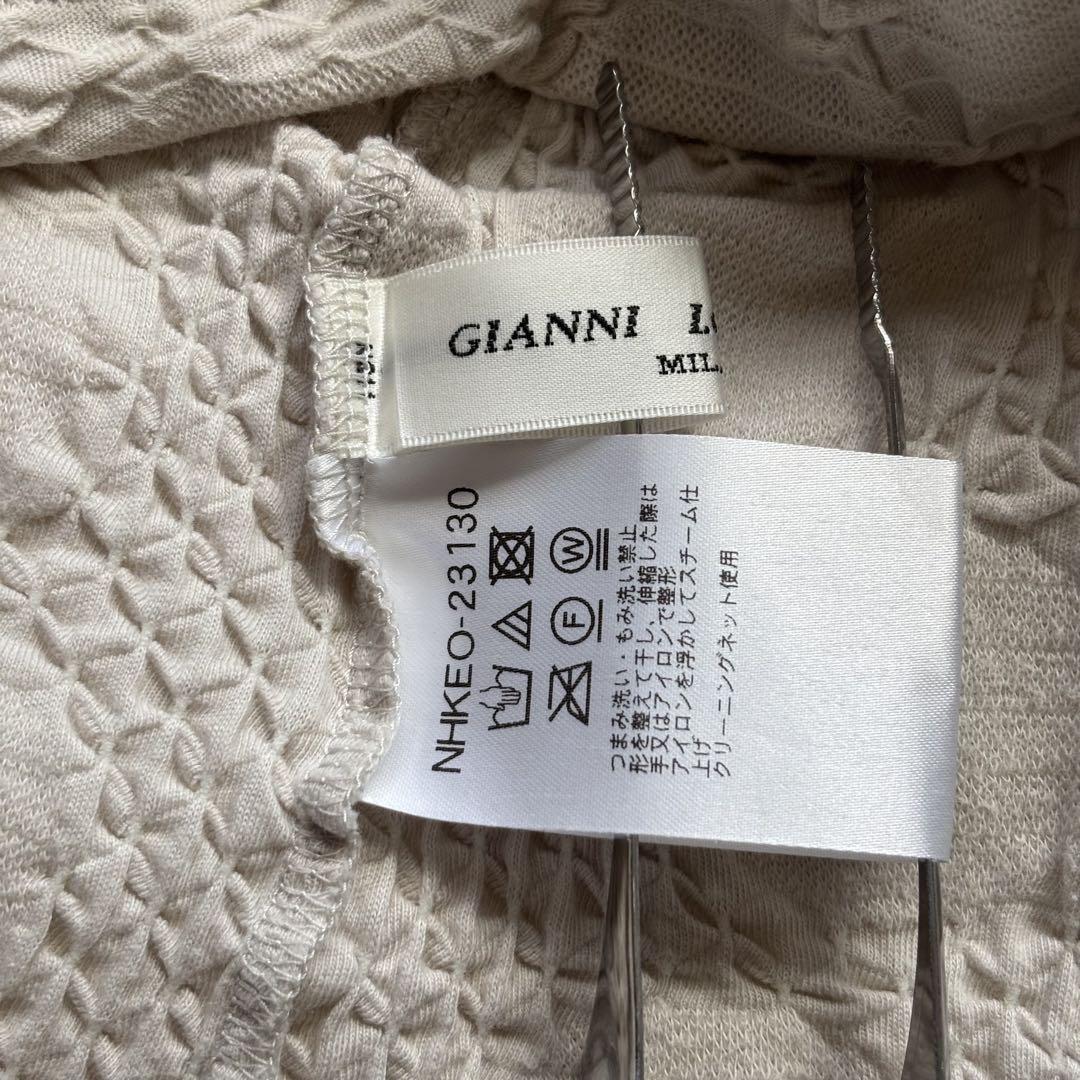 GIANNI
NHKEO-23130
W
F
つまみ洗い・もみ洗い禁止
形を整えて干し、伸縮した際は
手又はアイロンで整形
アイロンを浮かしてスチーム仕
上げ
クリーニングネット使用